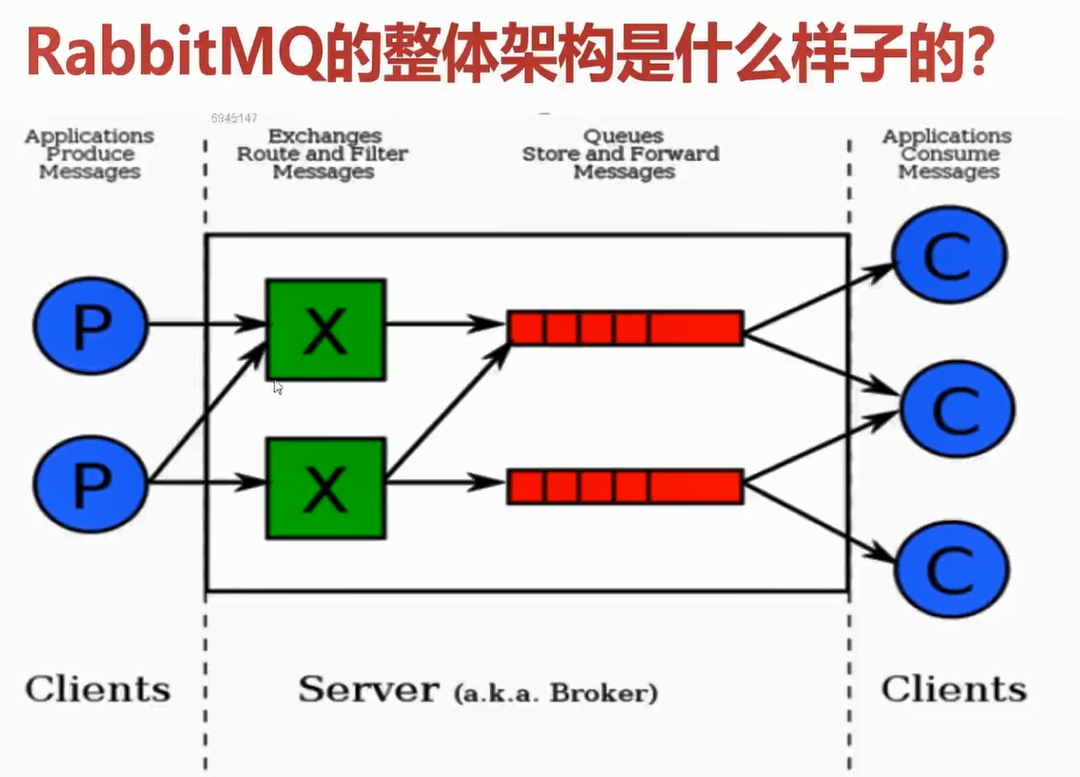 RabbitMQ的整体架构是什么样子的?
6945147
Applications
Produce
Messages
Exchanges
Route and Filter
Messages
Queues
Store and Forward
Messages
Applications
Consume
Messages
P
X
C
C
P
X
C
Clients
Server (a.k.a. Broker)
Clients